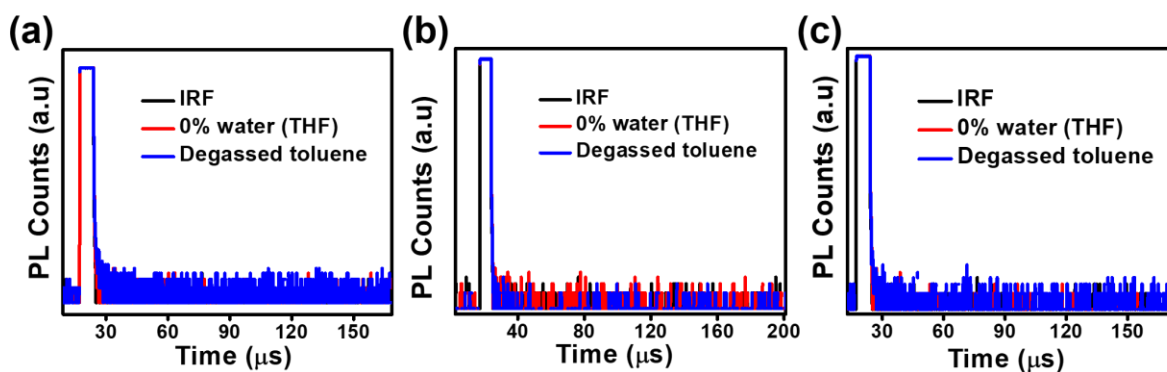 (a)
PL Counts (a.u)
IRF
0% water (THF)
Degassed toluene
30 60 90 120 150
Time (μs)
(b)
PL Counts (a.u)
IRF
0% water (THF)
Degassed toluene
40 80 120 160 200
Time (μs)
(c)
PL Counts (a.u)
IRF
0% water (THF)
Degassed toluene
30 60 90 120 150
Time (μs)